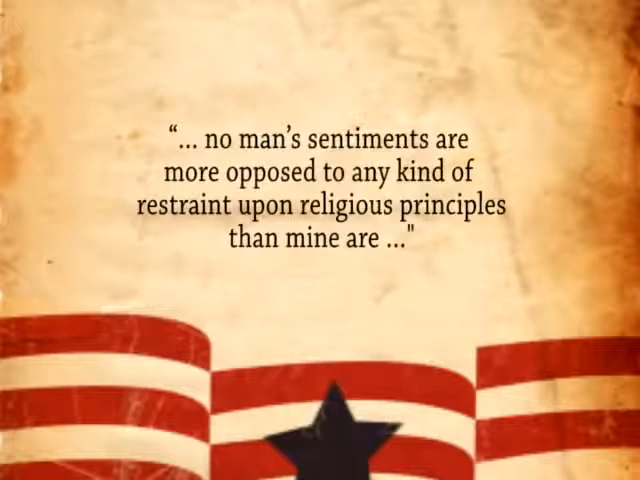 “... no man’s sentiments are
more opposed to any kind of
restraint upon religious principles
than mine are ..."